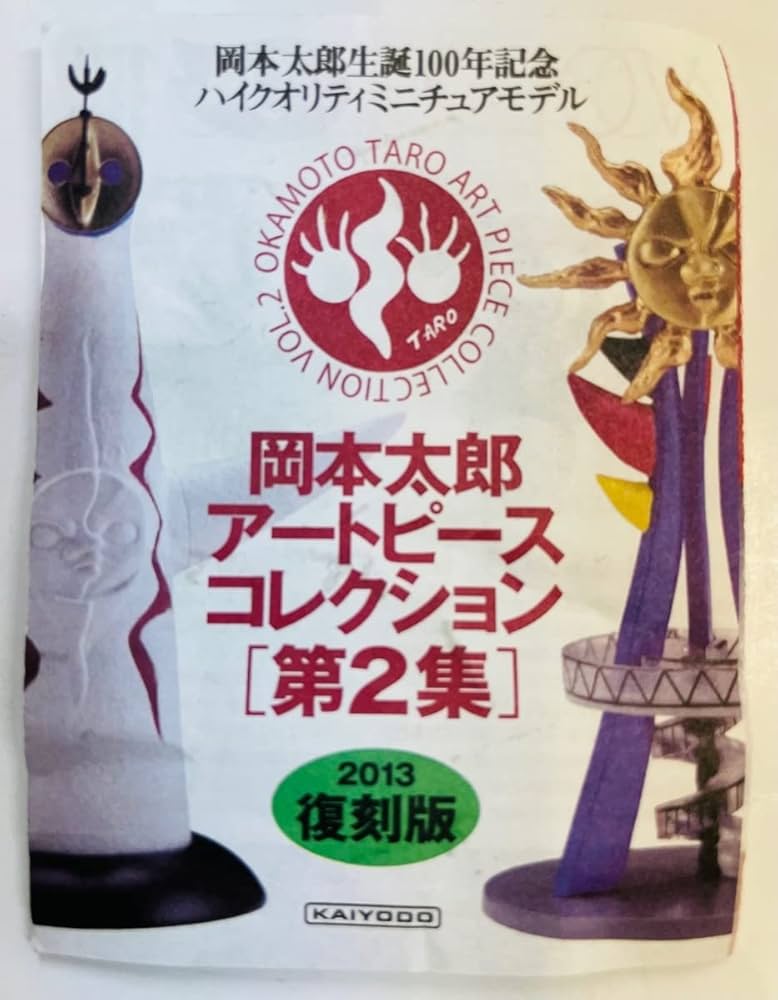 岡本太郎生誕100年記念
ハイクオリティミニチュアモデル
OKAMOTO TARO ART PIECE COLLECTION VOL.2
TARO
岡本太郎
アートピース
コレクション
[第2集]
2013
復刻版
KAIYODO